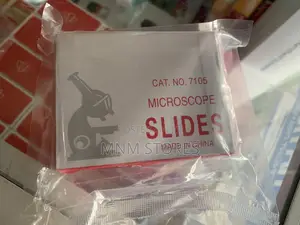 CAT. NO. 7105
MICROSCOPE
SLIDES
MADE IN CHINA